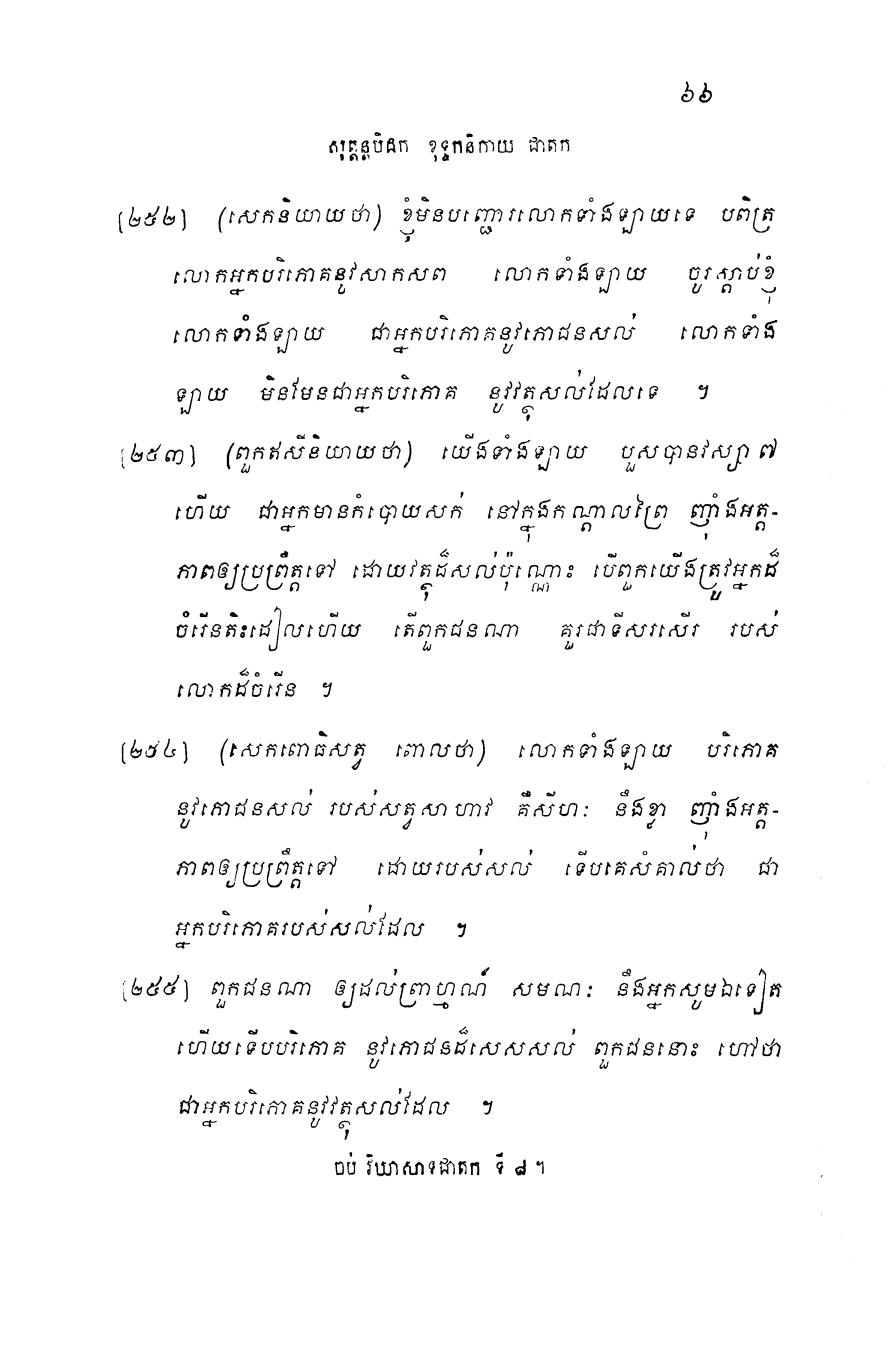 ៦៦
សុត្តន្តបិដក ខុទ្ទកនិកាយ ជាតក
[២៥២] (សេកនិយាយថា) ខ្ញុំមិនបញ្ជារលោកទាំងឡាយទេ បពិត្រ
លោកអ្នកបរិភោគនូវសាកសព លោកទាំងឡាយ ចូរស្តាប់ខ្ញុំ
លោកទាំងឡាយ ជាអ្នកបរិភោគនូវភោជនសល់ លោកទាំង
ឡាយ មិនមែនជាអ្នកបរិភោគ នូវវត្ថុសល់ដែលទេ ។
[២៥៣] (ពួកឥសីនិយាយថា) យើងទាំងឡាយ បួសបានវស្សា ៧
ហើយ ជាអ្នកមានកំបោយសក់ នៅក្នុងកណ្តាលព្រៃ ញ៉ាំងអត្ត-
ភាពឲ្យប្រព្រឹត្តទៅ ដោយវត្ថុដ៏សល់ប៉ុណ្ណោះ បើពួកយើងត្រូវអ្នកដ៏
ចំរើនតិះដៀលហើយ តើពួកជនណា គួរជាទីសរសើរ របស់
លោកដ៏ចំរើន ។
[២៥៤] (សេកពោធិសត្វ ពោលថា) លោកទាំងឡាយ បរិភោគ
នូវភោជនសល់ របស់សត្វសាហាវ គឺសីហៈ នឹងខ្លា ញ៉ាំងអត្ត-
ភាពឲ្យប្រព្រឹត្តទៅ ដោយរបស់សល់ ទើបគេសំគាល់ថា ជា
អ្នកបរិភោគរបស់សល់ដែល ។
[២៥៥] ពួកជនណា ឲ្យដល់ព្រាហ្មណ៍ សមណៈ នឹងអ្នកសូមឯទៀត
ហើយទើបបរិភោគ នូវភោជនដ៏សេសសល់ ពួកជននោះ ហៅថា
ជាអ្នកបរិភោគនូវវត្ថុសល់ដែល ។
ចប់ វិឃាសាទជាតក ទី ៨ ។